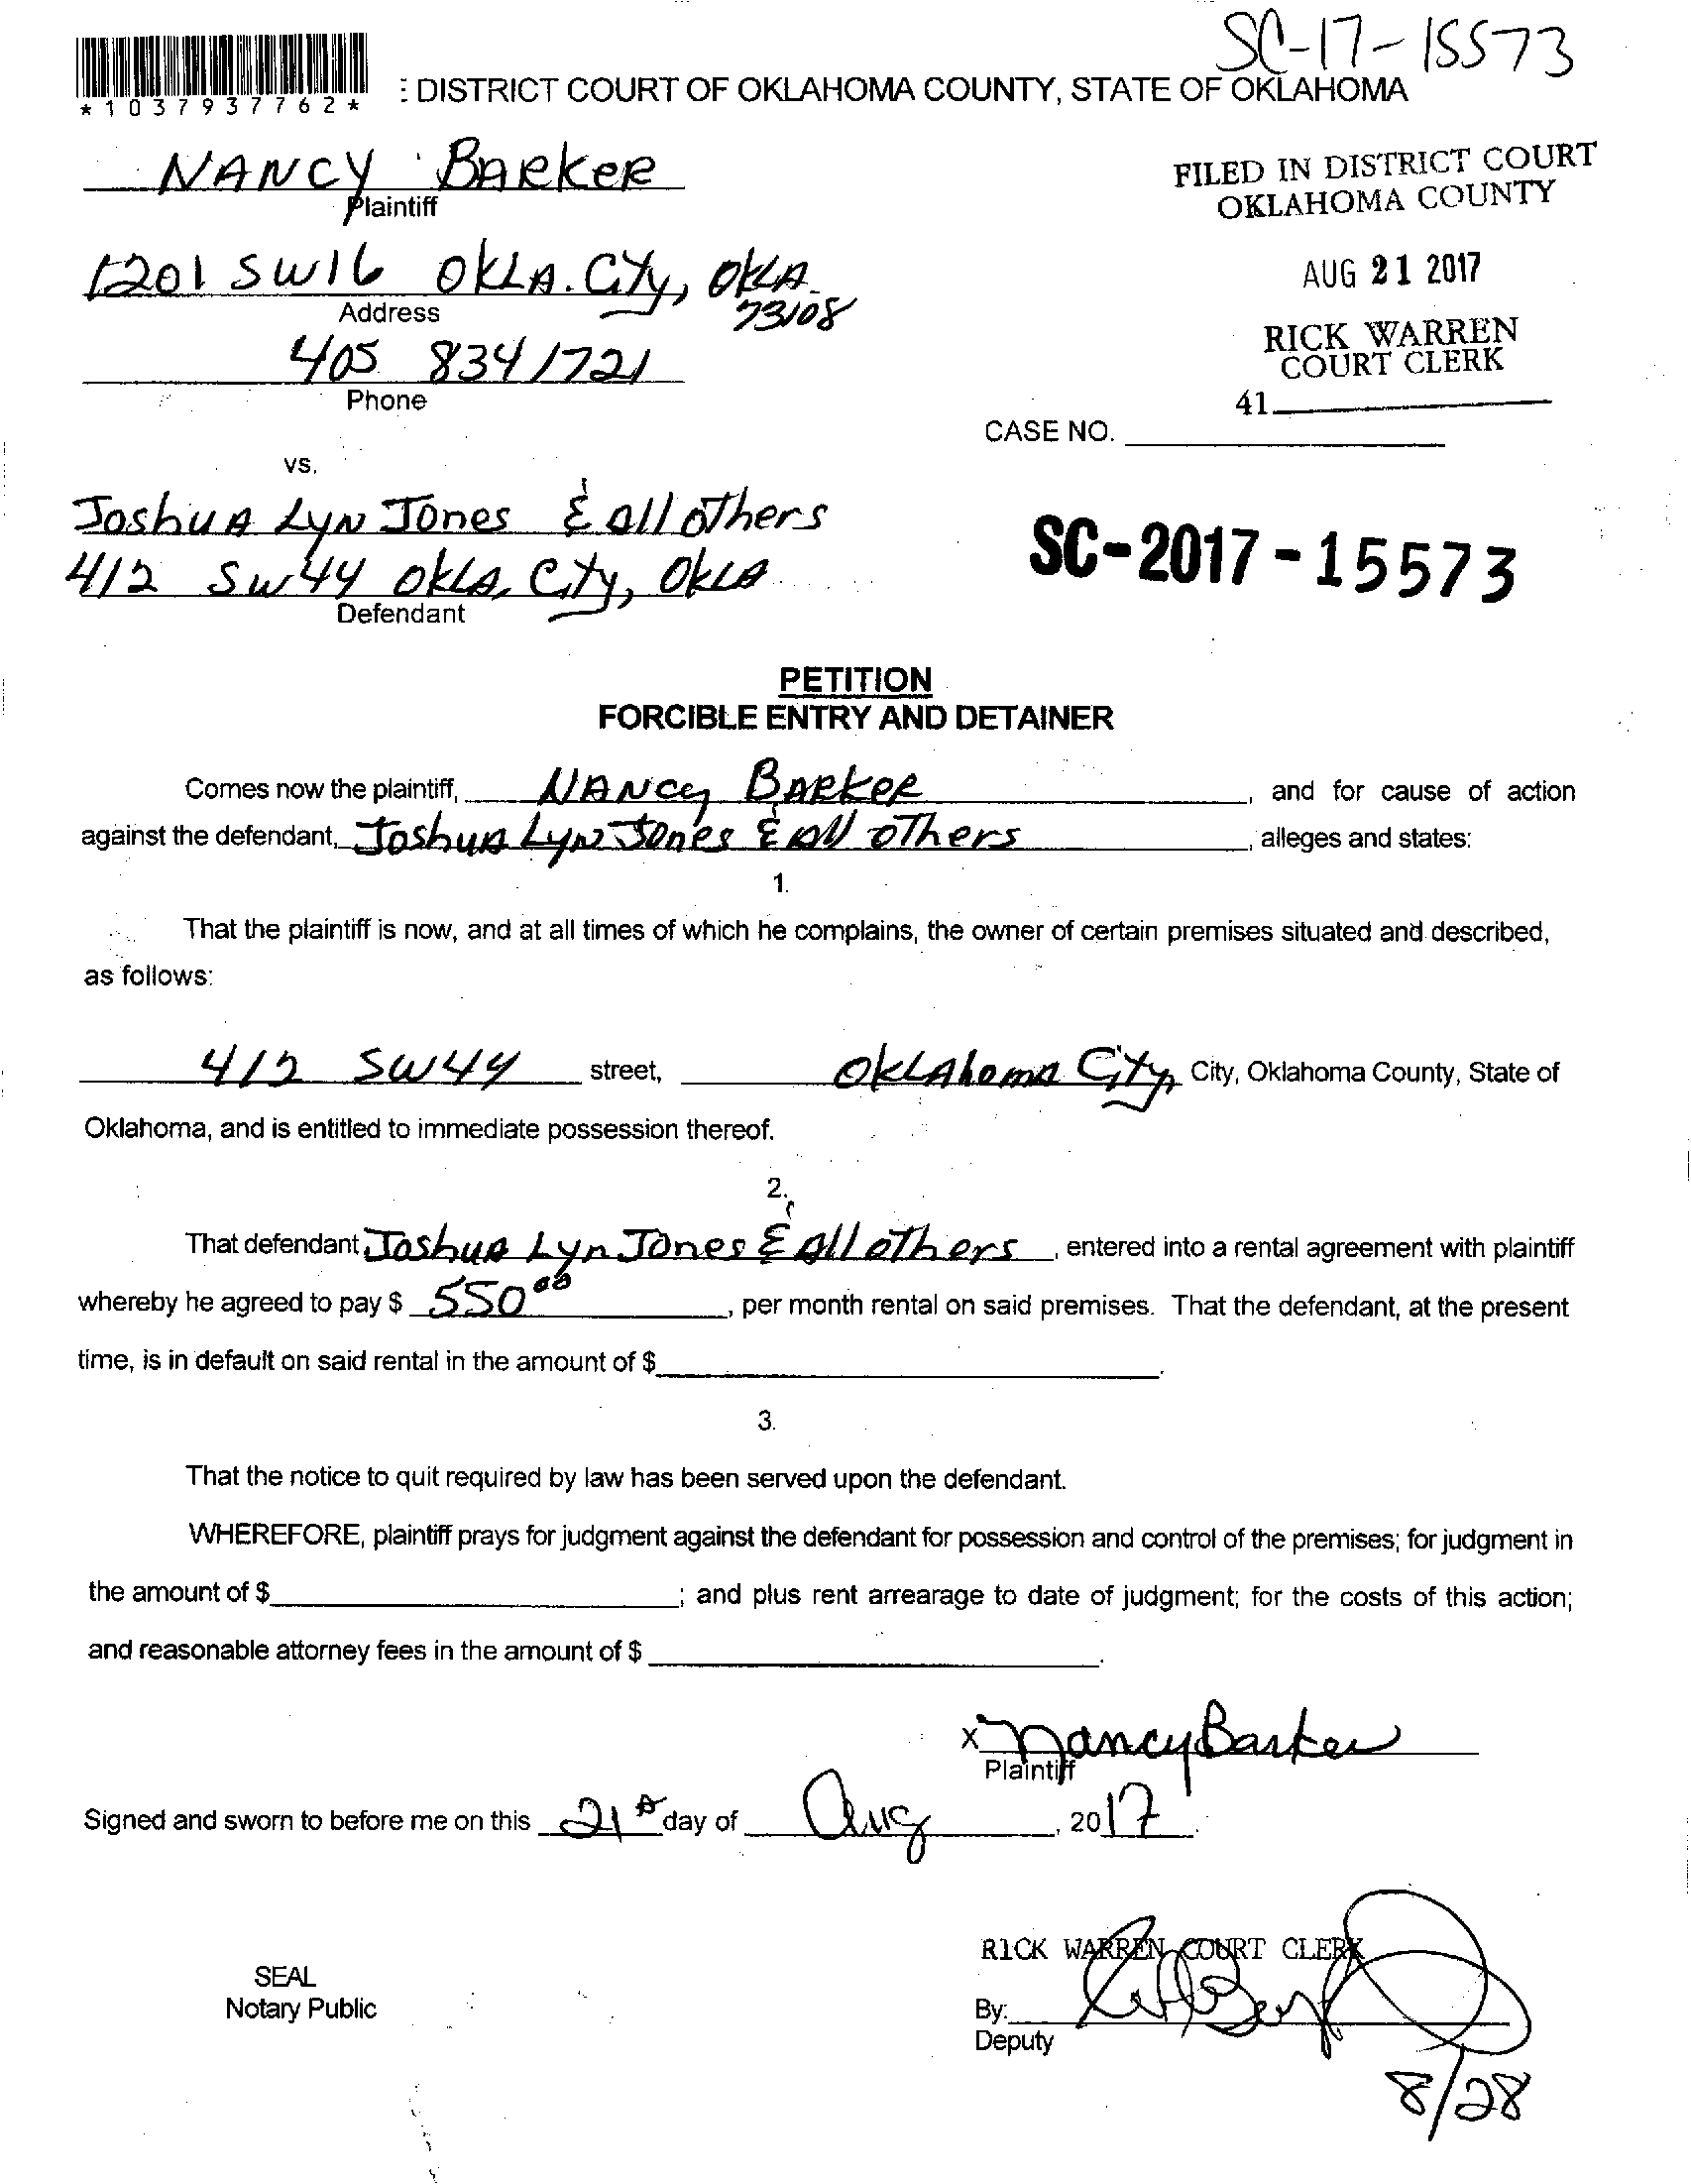 SC-17-15573
*1037937762*
: DISTRICT COURT OF OKLAHOMA COUNTY, STATE OF OKLAHOMA
NANCY BARKER
Plaintiff
FILED IN DISTRICT COURT
OKLAHOMA COUNTY
1201 SW16 OKLA. City, OKLA.
73108
Address
AUG 21 2017
405 834 1721
Phone
RICK WARREN
COURT CLERK
41
CASE NO.
vs.
Joshua Lyn Jones & all others
412 SW 44 OKLA. City, OKLA
Defendant
SC-2017-15573
PETITION
FORCIBLE ENTRY AND DETAINER
Comes now the plaintiff, NANCY BARKER, and for cause of action
against the defendant, Joshua Lyn Jones & All others, alleges and states:
1.
That the plaintiff is now, and at all times of which he complains, the owner of certain premises situated and described,
as follows:
412 SW44 street, OKLAhoma City, City, Oklahoma County, State of
Oklahoma, and is entitled to immediate possession thereof.
2.
That defendant Joshua Lyn Jones & All others, entered into a rental agreement with plaintiff
whereby he agreed to pay $ 550 00, per month rental on said premises. That the defendant, at the present
time, is in default on said rental in the amount of $.
3.
That the notice to quit required by law has been served upon the defendant.
WHEREFORE, plaintiff prays for judgment against the defendant for possession and control of the premises; for judgment in
the amount of $; and plus rent arrearage to date of judgment; for the costs of this action;
and reasonable attorney fees in the amount of $.
x Nancy Barker
Plaintiff
Signed and sworn to before me on this 21st day of Aug, 2017.
RICK WARREN COURT CLERK
SEAL
Notary Public
By:
Deputy
8/28